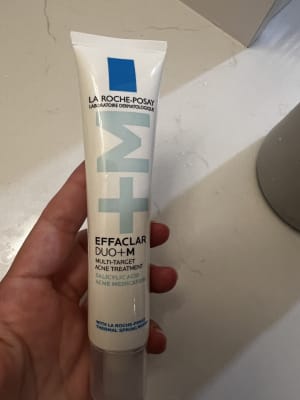 LA ROCHE-POSAY
LABORATOIRE DERMATOLOGIQUE
+M
EFFACLAR
DUO+M
MULTI-TARGET
ACNE TREATMENT
SALICYLIC ACID
ACNE MEDICATION
WITH LA ROCHE-POSAY
THERMAL SPRING WATER